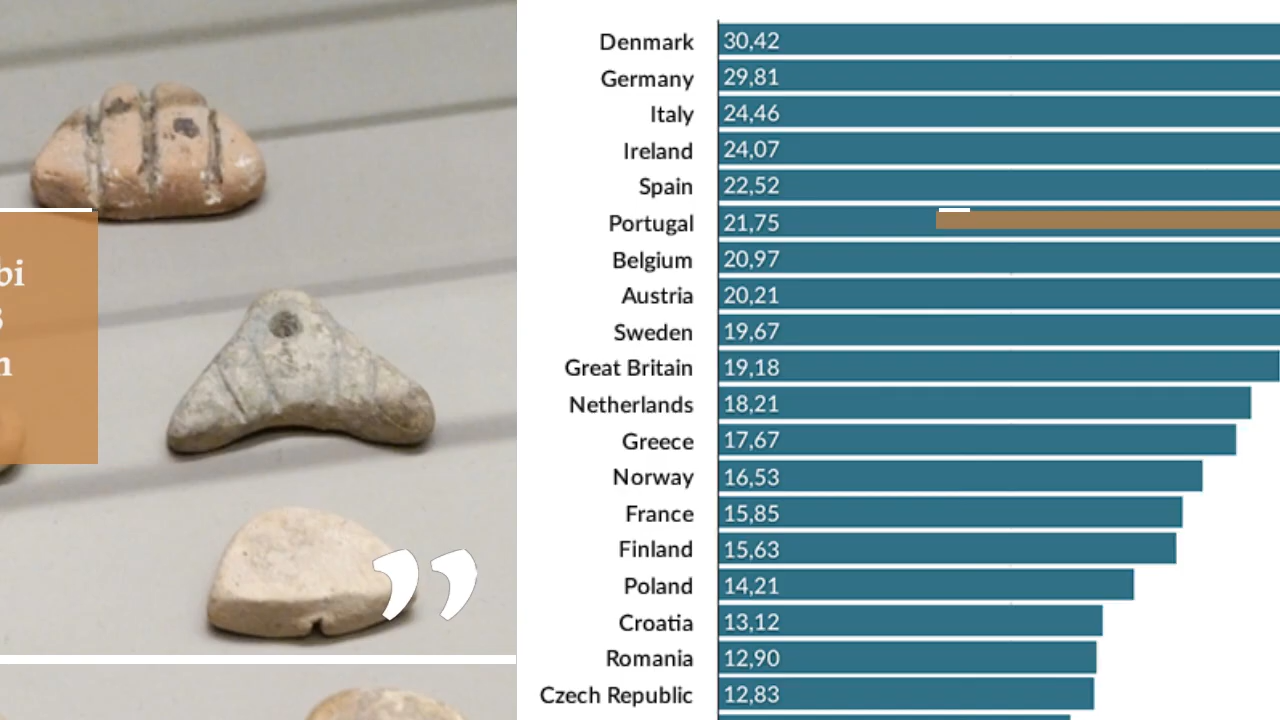 bi
”
Denmark 30,42
Germany 29,81
Italy 24,46
Ireland 24,07
Spain 22,52
Portugal 21,75
Belgium 20,97
Austria 20,21
Sweden 19,67
Great Britain 19,18
Netherlands 18,21
Greece 17,67
Norway 16,53
France 15,85
Finland 15,63
Poland 14,21
Croatia 13,12
Romania 12,90
Czech Republic 12,83